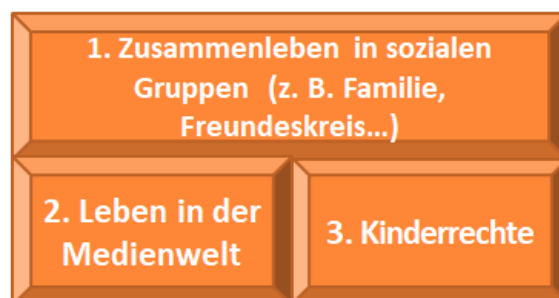 1. Zusammenleben in sozialen
Gruppen (z. B. Familie,
Freundeskreis...)
2. Leben in der
Medienwelt
3. Kinderrechte